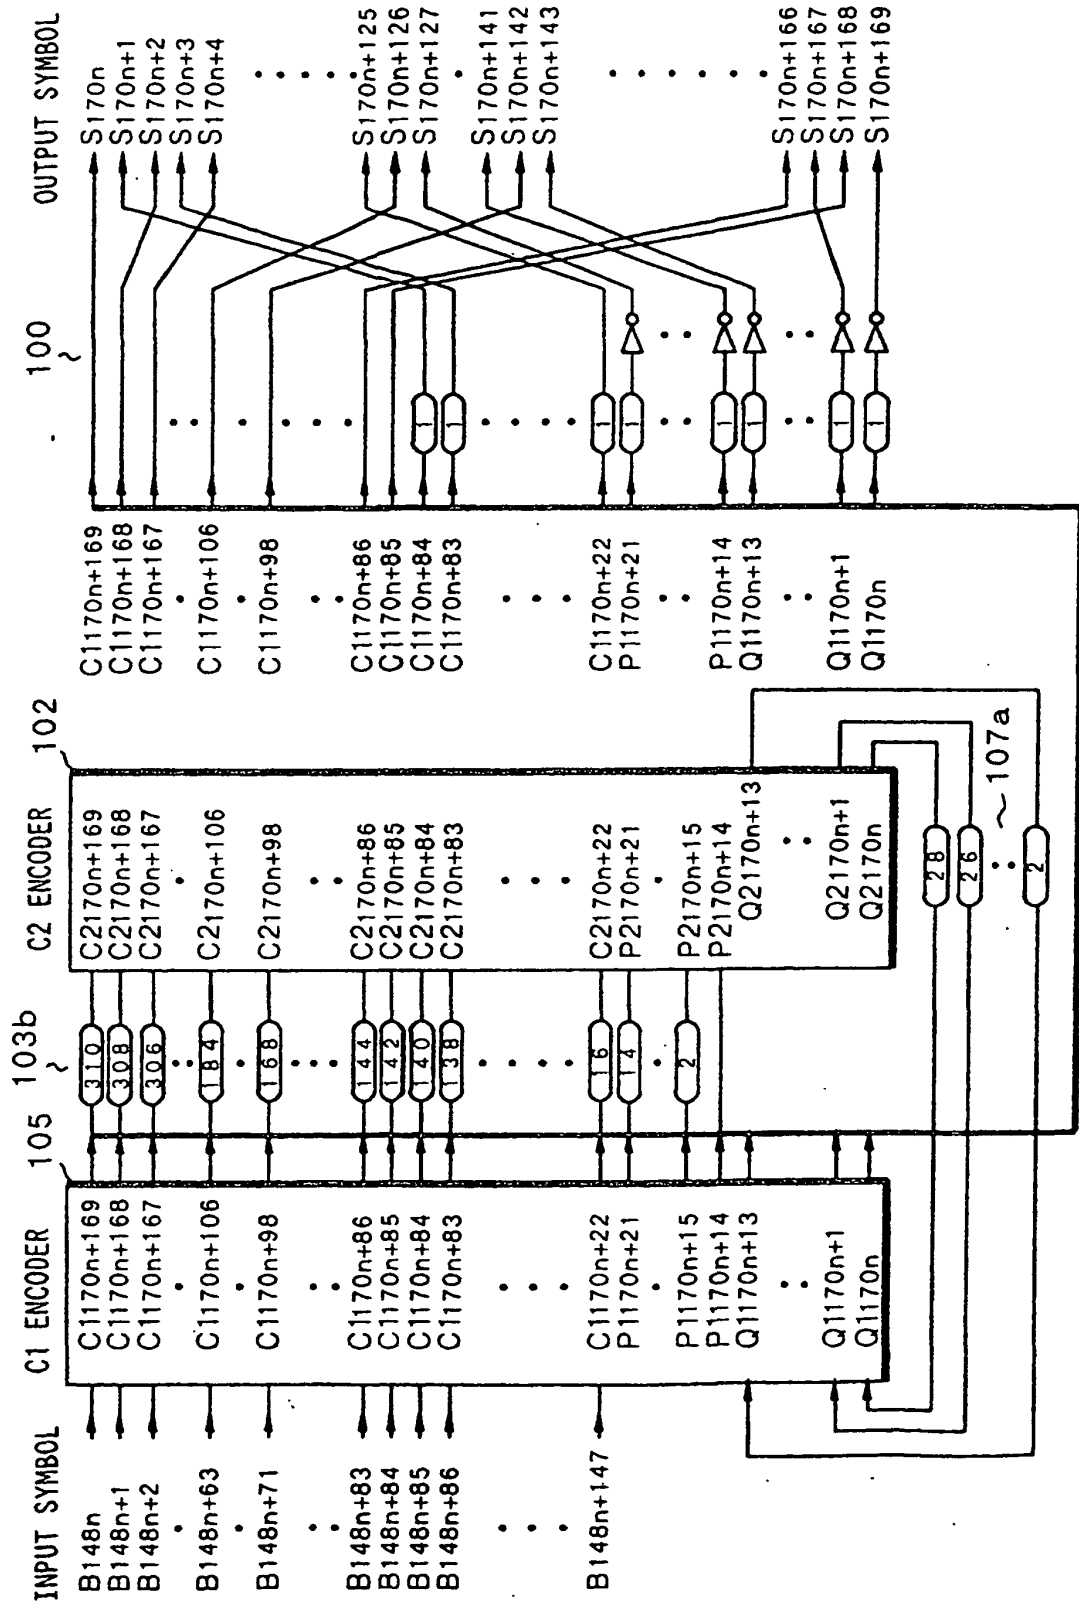 INPUT SYMBOL
B148n
B148n+1
B148n+2
B148n+63
B148n+71
B148n+83
B148n+84
B148n+85
B148n+86
B148n+147
C1 ENCODER
105
C1170n+169
C1170n+168
C1170n+167
C1170n+106
C1170n+98
C1170n+86
C1170n+85
C1170n+84
C1170n+83
C1170n+22
P1170n+21
P1170n+15
P1170n+14
Q1170n+13
Q1170n+1
Q1170n
103b
310
308
306
184
168
144
142
140
138
16
14
2
C2 ENCODER
102
C2170n+169
C2170n+168
C2170n+167
C2170n+106
C2170n+98
C2170n+86
C2170n+85
C2170n+84
C2170n+83
C2170n+22
P2170n+21
P2170n+15
P2170n+14
Q2170n+13
Q2170n+1
Q2170n
28
26
2
107a
C1170n+169
C1170n+168
C1170n+167
C1170n+106
C1170n+98
C1170n+86
C1170n+85
C1170n+84
C1170n+83
C1170n+22
P1170n+21
P1170n+14
Q1170n+13
Q1170n+1
Q1170n
100
1
1
1
1
1
1
1
1
OUTPUT SYMBOL
S170n
S170n+1
S170n+2
S170n+3
S170n+4
S170n+125
S170n+126
S170n+127
S170n+141
S170n+142
S170n+143
S170n+166
S170n+167
S170n+168
S170n+169